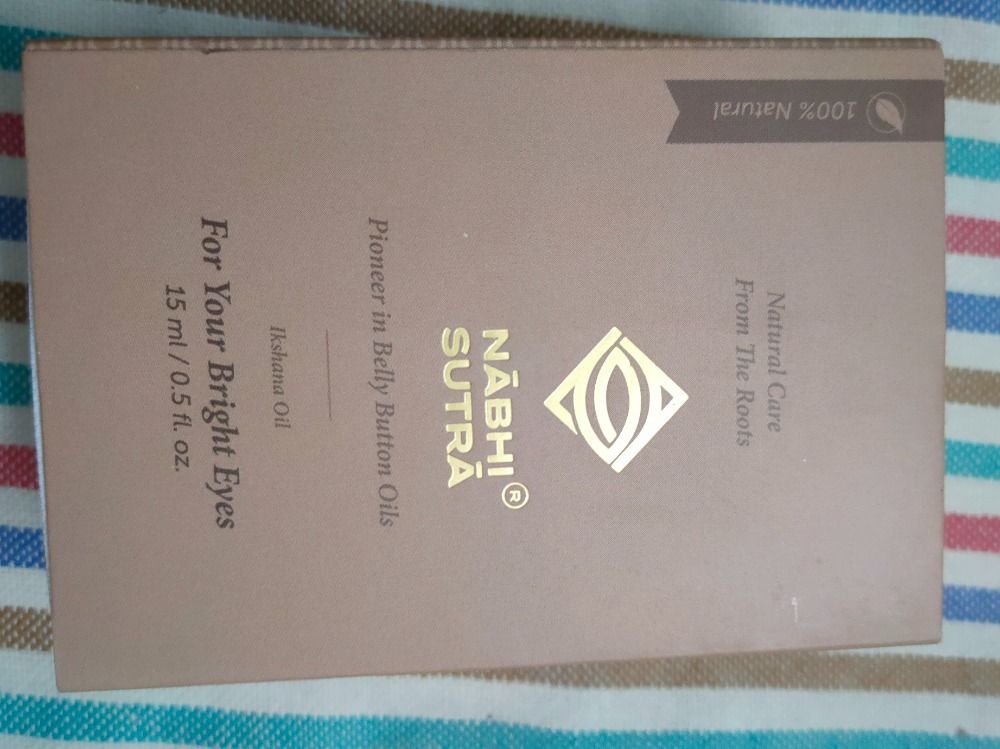 100% Natural
Natural Care
From The Roots
NĀBHI
SUTRĀ®
Pioneer in Belly Button Oils
Ikshana Oil
For Your Bright Eyes
15 ml / 0.5 fl. oz.